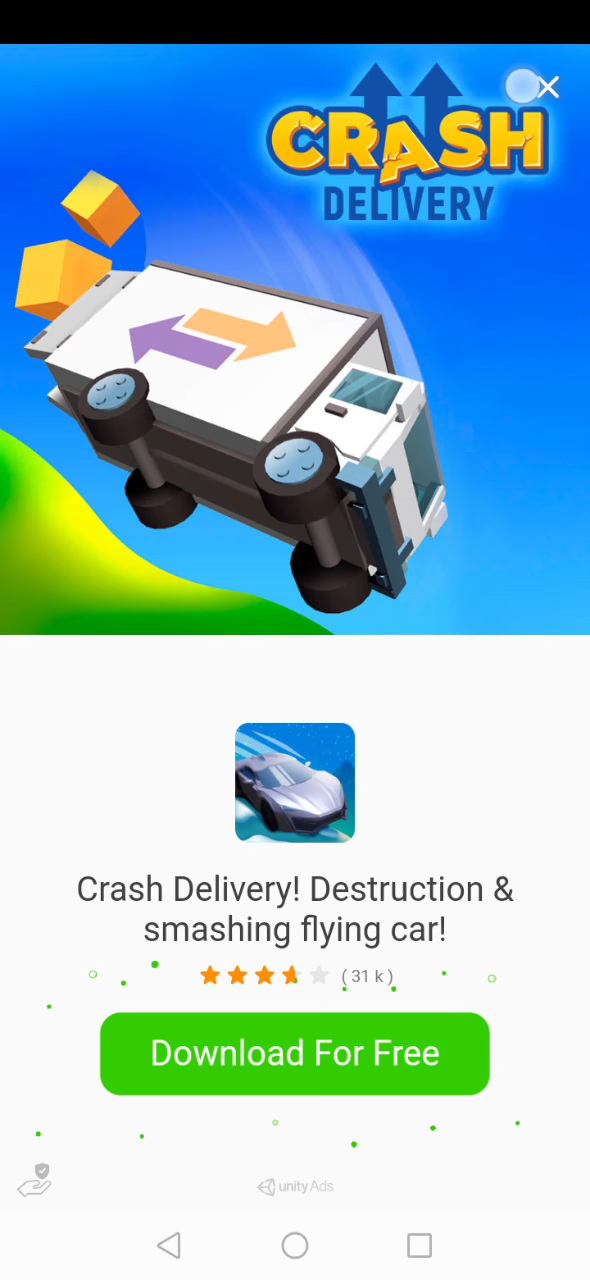 CRASH
DELIVERY
Crash Delivery! Destruction &
smashing flying car!
( 31 k )
Download For Free
unity Ads